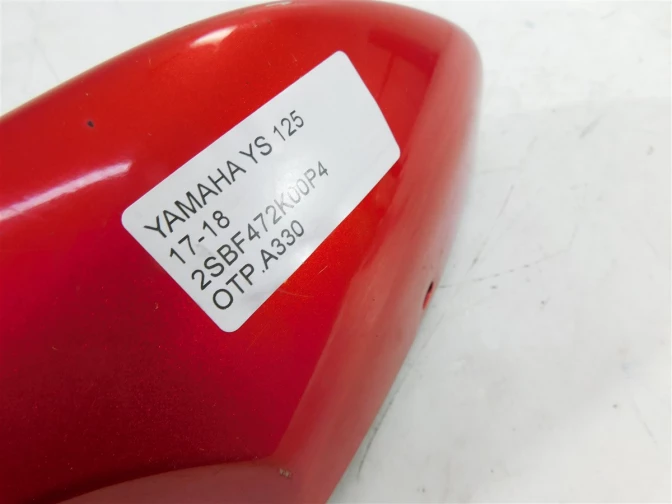 YAMAHA YS 125
17-18
2SBF472K00P4
OTP.A330